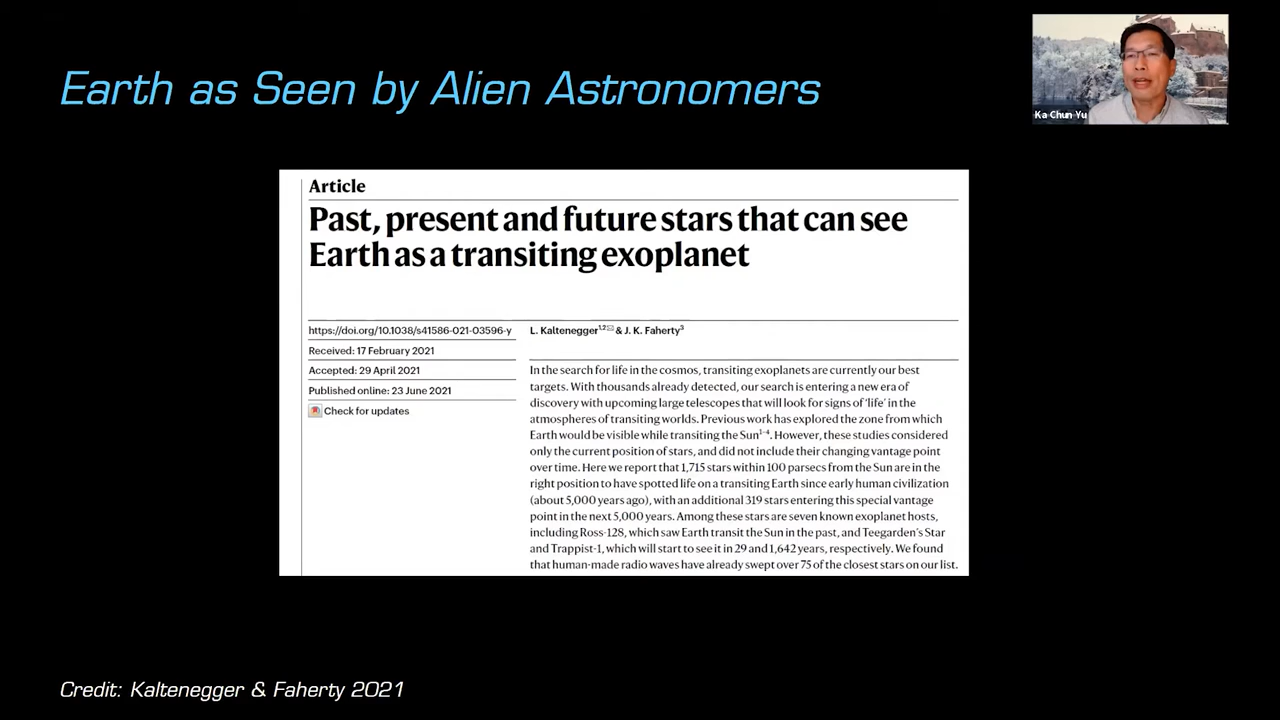 Earth as Seen by Alien Astronomers
Ka Chun Yu
Article
Past, present and future stars that can see
Earth as a transiting exoplanet
https://doi.org/10.1038/s41586-021-03596-y
Received: 17 February 2021
Accepted: 29 April 2021
Published online: 23 June 2021
Check for updates
L. Kaltenegger1,2✉ & J. K. Faherty3
In the search for life in the cosmos, transiting exoplanets are currently our best
targets. With thousands already detected, our search is entering a new era of
discovery with upcoming large telescopes that will look for signs of ‘life’ in the
atmospheres of transiting worlds. Previous work has explored the zone from which
Earth would be visible while transiting the Sun1–4. However, these studies considered
only the current position of stars, and did not include their changing vantage point
over time. Here we report that 1,715 stars within 100 parsecs from the Sun are in the
right position to have spotted life on a transiting Earth since early human civilization
(about 5,000 years ago), with an additional 319 stars entering this special vantage
point in the next 5,000 years. Among these stars are seven known exoplanet hosts,
including Ross-128, which saw Earth transit the Sun in the past, and Teegarden’s Star
and Trappist-1, which will start to see it in 29 and 1,642 years, respectively. We found
that human-made radio waves have already swept over 75 of the closest stars on our list.
Credit: Kaltenegger & Faherty 2021